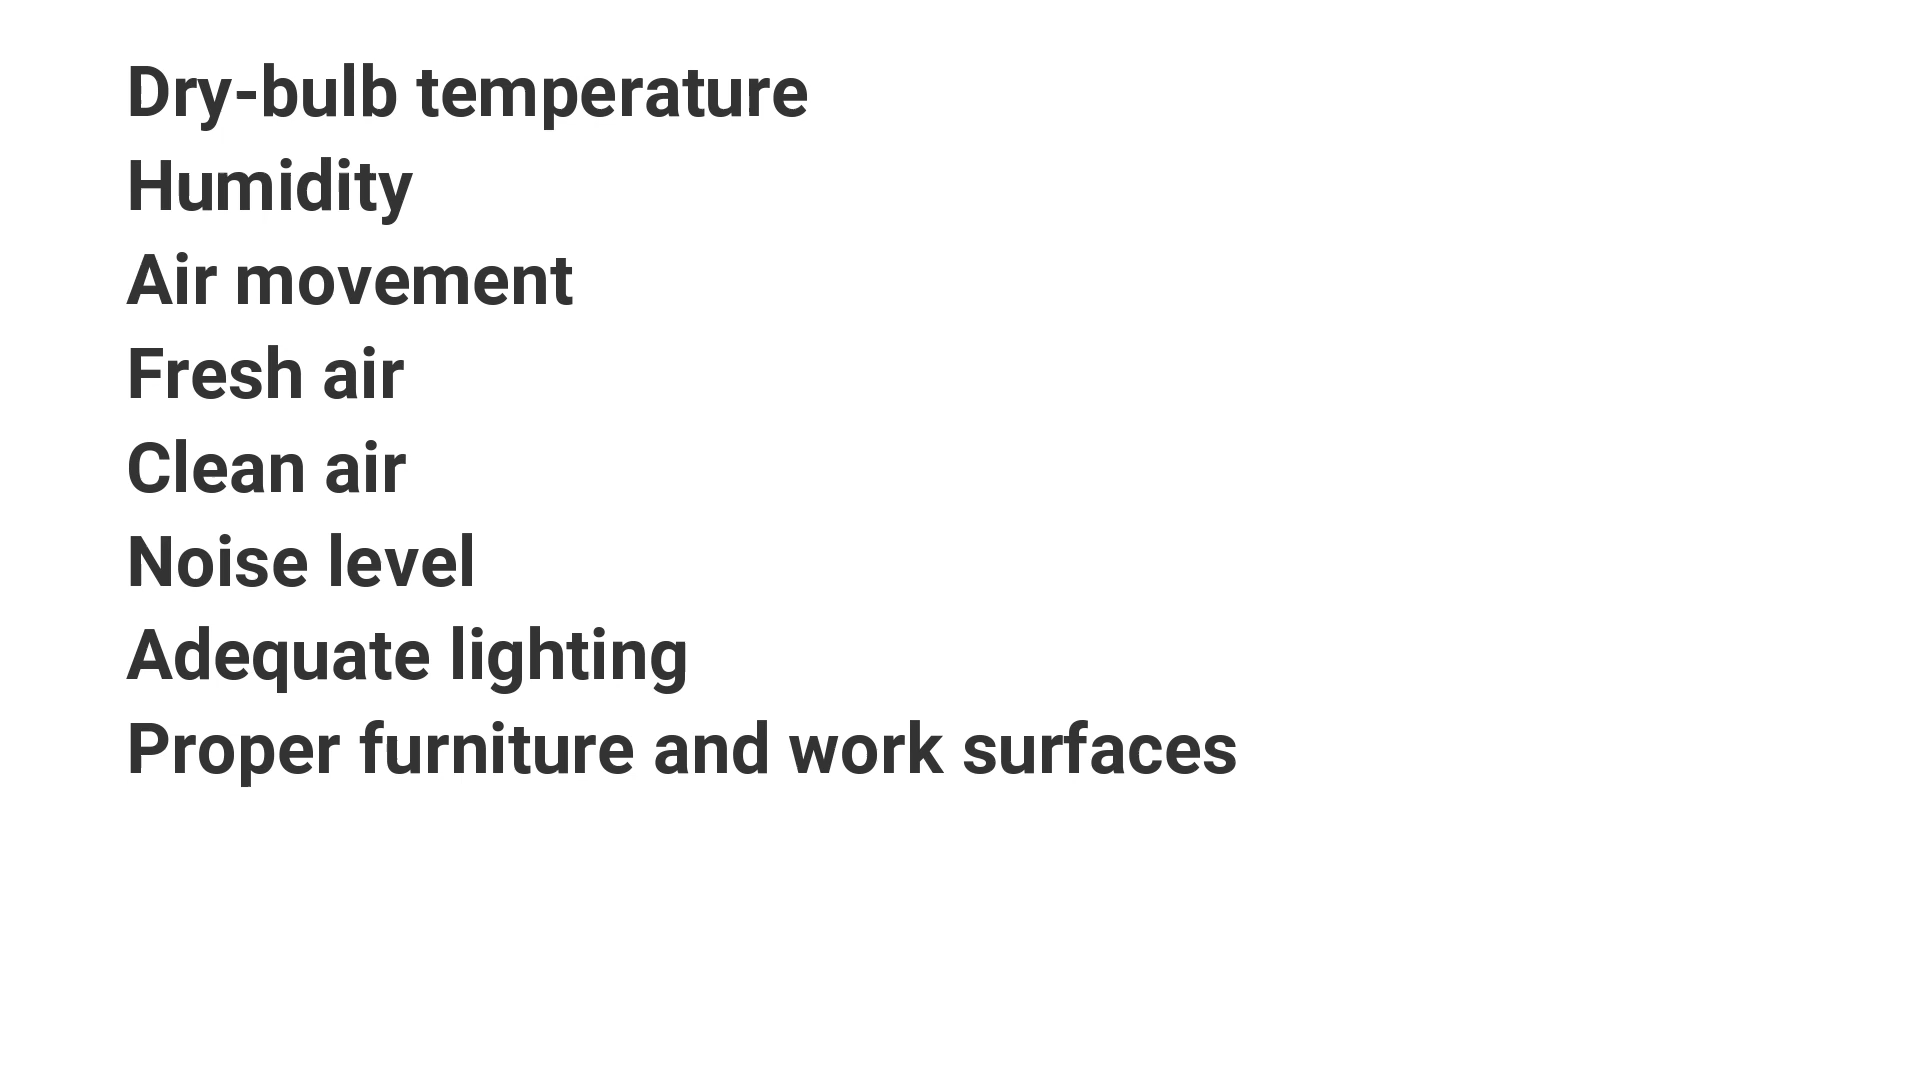 Dry-bulb temperature
Humidity
Air movement
Fresh air
Clean air
Noise level
Adequate lighting
Proper furniture and work surfaces